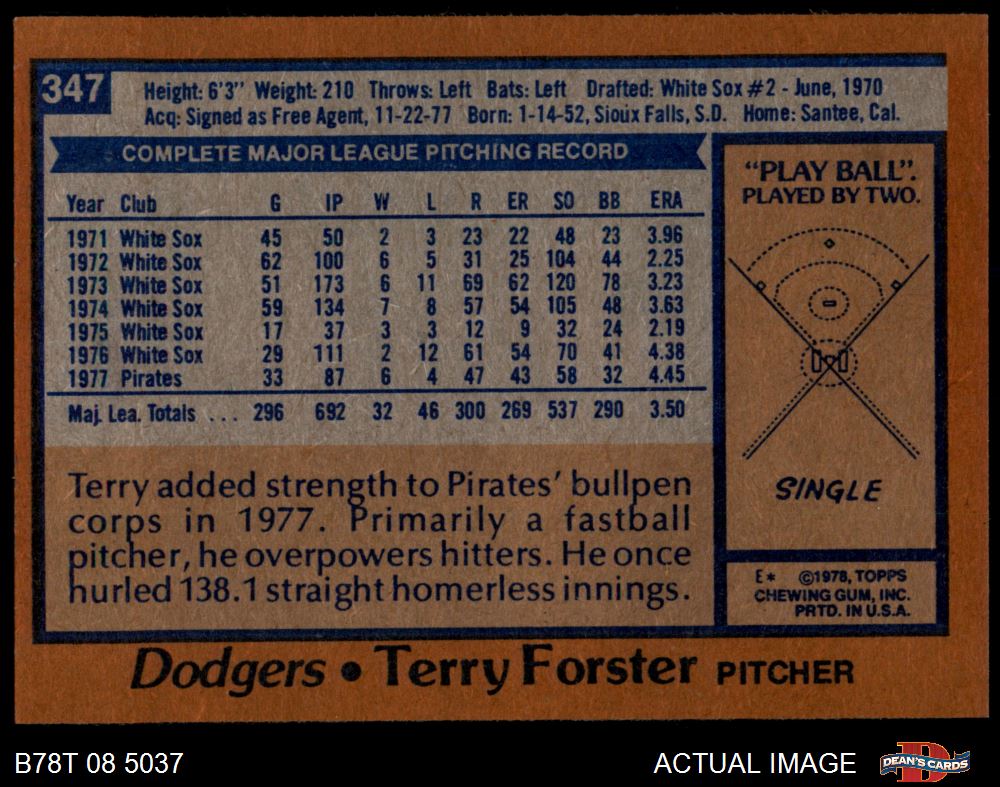 347
Height: 6'3" Weight: 210 Throws: Left Bats: Left Drafted: White Sox #2 - June, 1970
Acq: Signed as Free Agent, 11-22-77 Born: 1-14-52, Sioux Falls, S.D. Home: Santee, Cal.
COMPLETE MAJOR LEAGUE PITCHING RECORD
Year Club G IP W L R ER SO BB ERA
1971 White Sox 45 50 2 3 23 22 48 23 3.96
1972 White Sox 62 100 6 5 31 25 104 44 2.25
1973 White Sox 51 173 6 11 69 62 120 78 3.23
1974 White Sox 59 134 7 8 57 54 105 48 3.63
1975 White Sox 17 37 3 3 12 9 32 24 2.19
1976 White Sox 29 111 2 12 61 54 70 41 4.38
1977 Pirates 33 87 6 4 47 43 58 32 4.45
Maj. Lea. Totals ... 296 692 32 46 300 269 537 290 3.50
Terry added strength to Pirates' bullpen
corps in 1977. Primarily a fastball
pitcher, he overpowers hitters. He once
hurled 138.1 straight homerless innings.
"PLAY BALL".
PLAYED BY TWO.
SINGLE
E* ©1978, TOPPS
CHEWING GUM, INC.
PRTD. IN U.S.A.
Dodgers • Terry Forster PITCHER
B78T 08 5037
ACTUAL IMAGE
DEAN'S CARDS